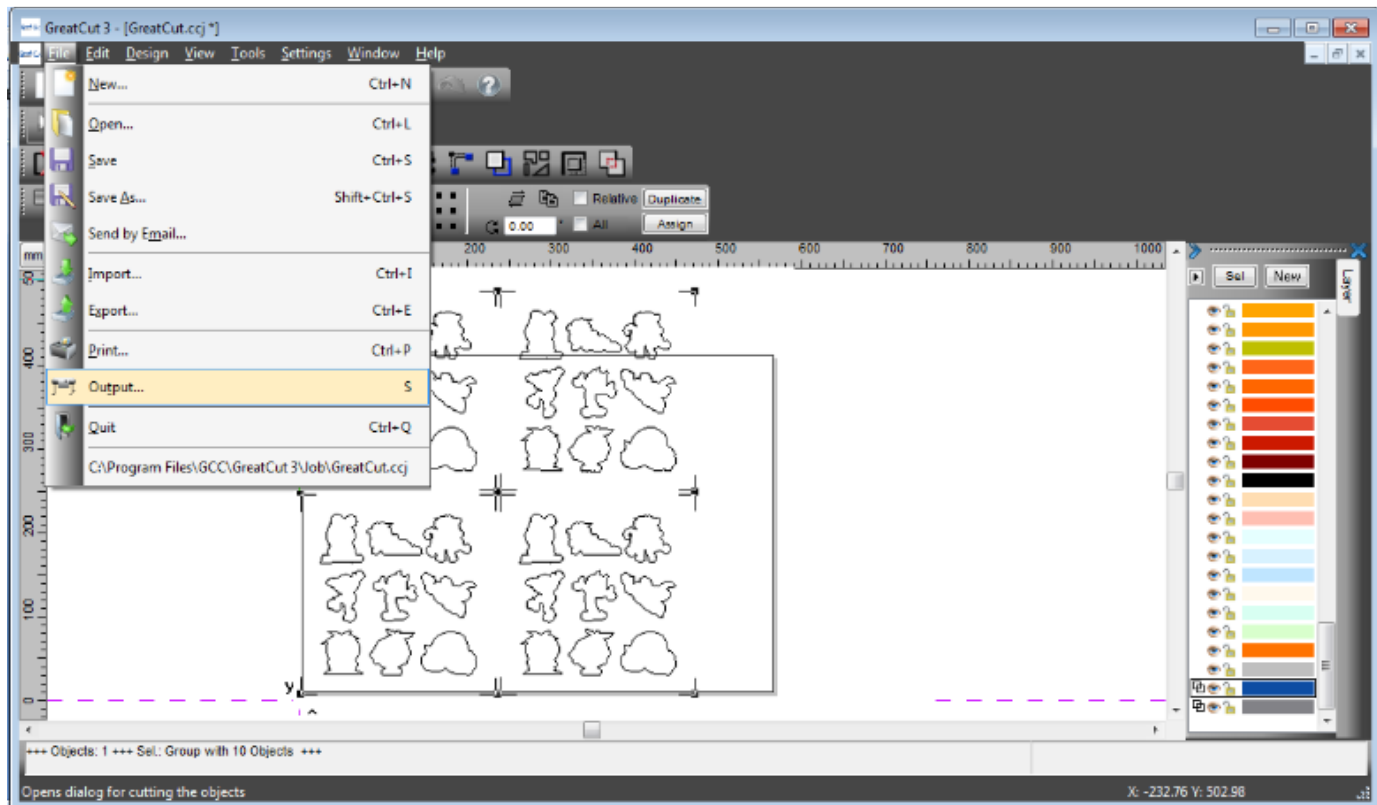 GreatCut 3 - [GreatCut.ccj *]
File Edit Design View Tools Settings Window Help
New... Ctrl+N
Open... Ctrl+L
Save Ctrl+S
Save As... Shift+Ctrl+S
Relative Duplicate
0.00 ° All Assign
Send by Email...
mm 200 300 400 500 600 700 800 900 1000
Import... Ctrl+I
Sel New
Layer
Export... Ctrl+E
Print... Ctrl+P
400
Output... S
Quit Ctrl+Q
300
C:\Program Files\GCC\GreatCut 3\Job\GreatCut.ccj
200
y
0
+++ Objects: 1 +++ Sel.: Group with 10 Objects +++
Opens dialog for cutting the objects X: -232.76 Y: 502.98